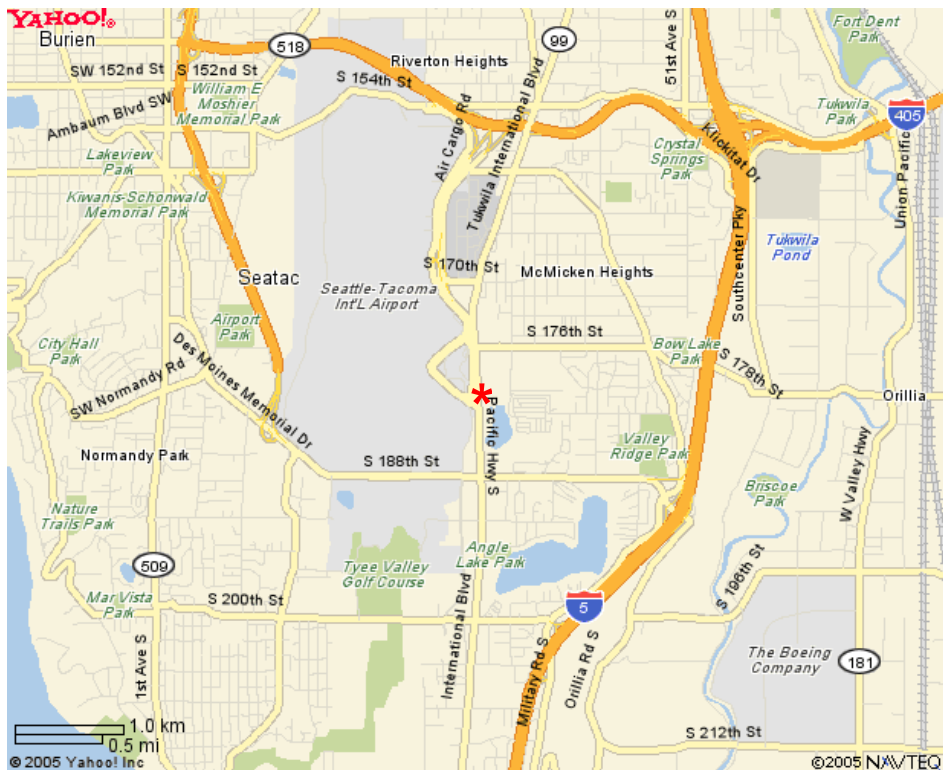 YAHOO!®
Burien
518
99
51st Ave S
Fort Dent
Park
SW 152nd St
S 152nd St
Riverton Heights
S 154th St
William E
Moshier
Memorial Park
Ambaum Blvd SW
Air Cargo Rd
Tukwila International Blvd
Tukwila
Park
405
Klickitat Dr
Union Pacific
Lakeview
Park
Crystal
Springs
Park
Kiwanis-Schonwald
Memorial Park
Southcenter Pky
Tukwila
Pond
S 170th St
McMicken Heights
Seatac
Seattle-Tacoma
Int'L Airport
Airport
Park
S 176th St
City Hall
Park
Des Moines Memorial Dr
Bow Lake
Park
S 178th St
SW Normandy Rd
*
Pacific Hwy S
Orillia
Normandy Park
S 188th St
Valley
Ridge Park
W Valley Hwy
Briscoe
Park
Nature
Trails Park
509
Tyee Valley
Golf Course
Angle
Lake Park
S 196th St
Mar Vista
Park
S 200th St
5
1st Ave S
International Blvd
Military Rd S
Orillia Rd S
The Boeing
Company
181
S 212th St
1.0 km
0.5 mi
© 2005 Yahoo! Inc
©2005 NAVTEQ